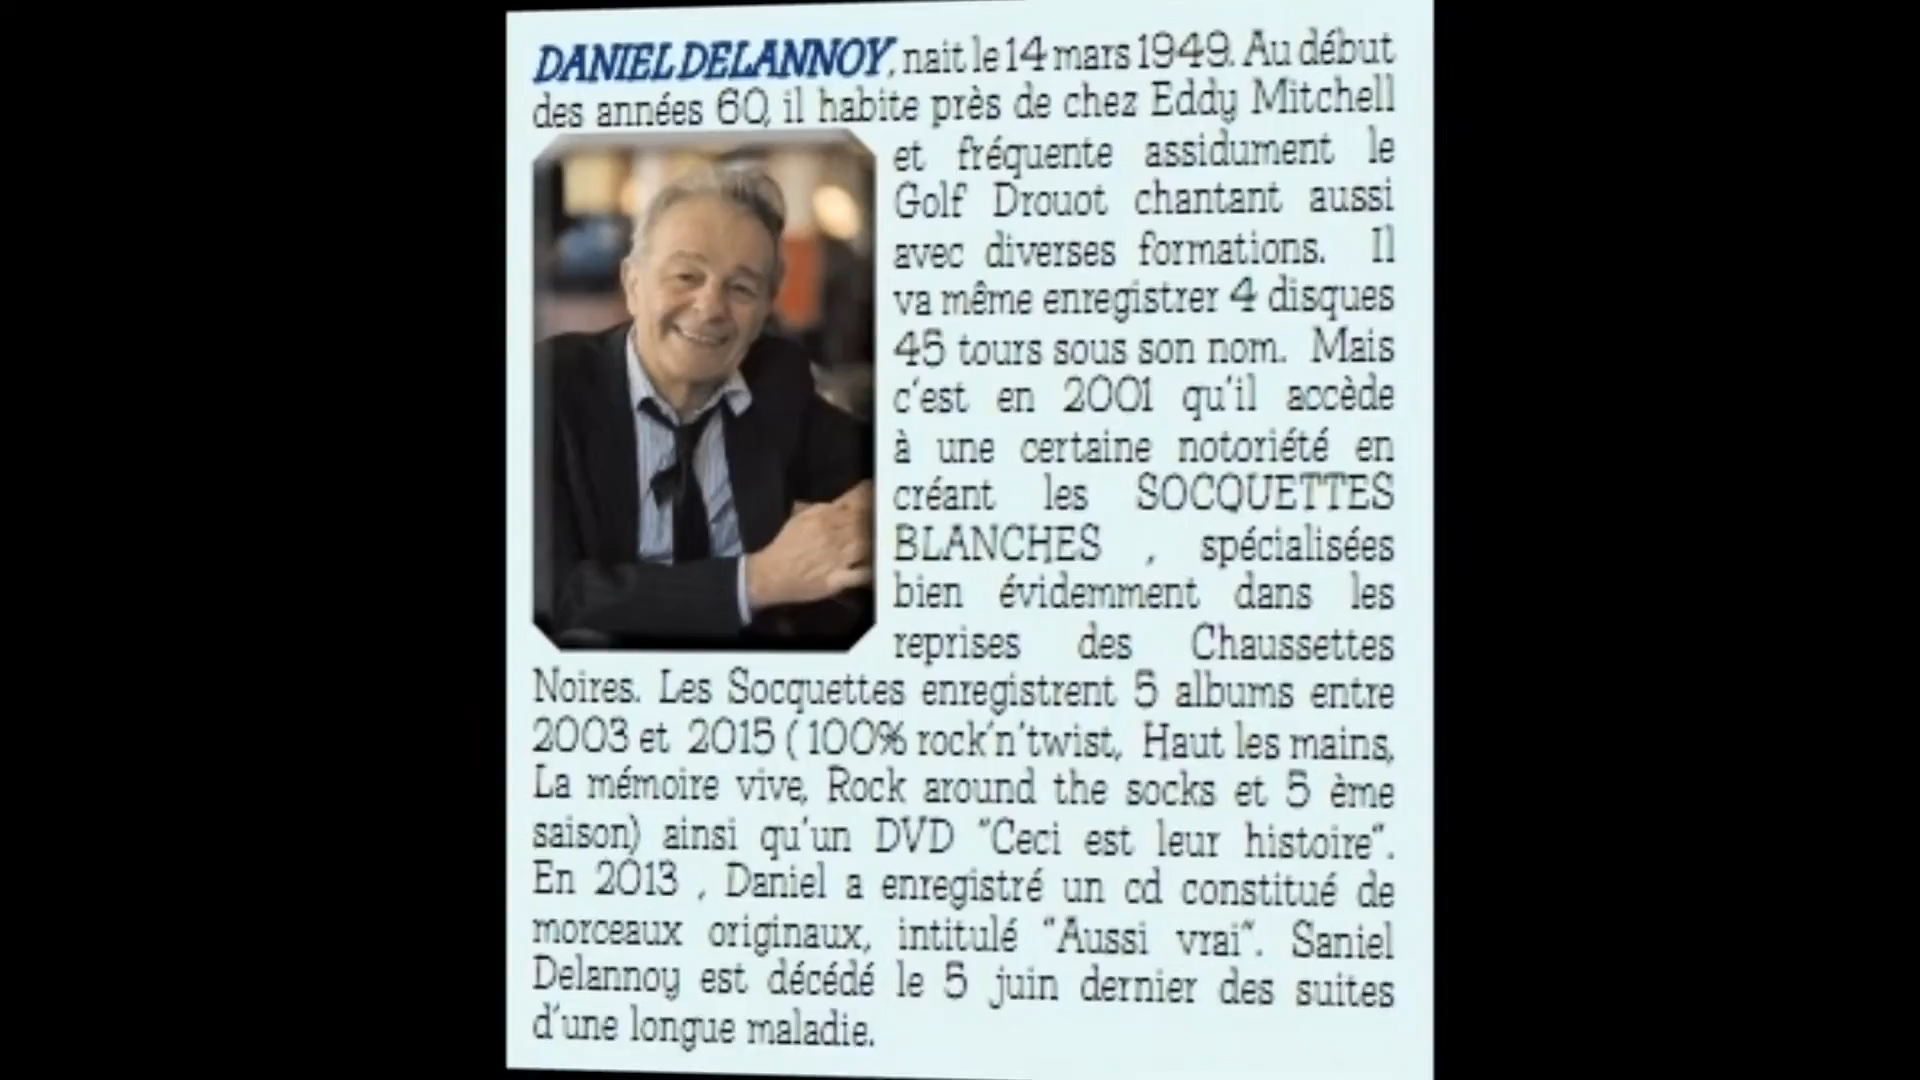 DANIEL DELANNOY, nait le 14 mars 1949. Au début
des années 60, il habite près de chez Eddy Mitchell
et fréquente assidument le
Golf Drouot chantant aussi
avec diverses formations. Il
va même enregistrer 4 disques
45 tours sous son nom. Mais
c'est en 2001 qu'il accède
à une certaine notoriété en
créant les SOCQUETTES
BLANCHES , spécialisées
bien évidemment dans les
reprises des Chaussettes
Noires. Les Socquettes enregistrent 5 albums entre
2003 et 2015 ( 100% rock'n'twist, Haut les mains,
La mémoire vive, Rock around the socks et 5 ème
saison) ainsi qu'un DVD "Ceci est leur histoire".
En 2013 , Daniel a enregistré un cd constitué de
morceaux originaux, intitulé "Aussi vrai". Saniel
Delannoy est décédé le 5 juin dernier des suites
d'une longue maladie.